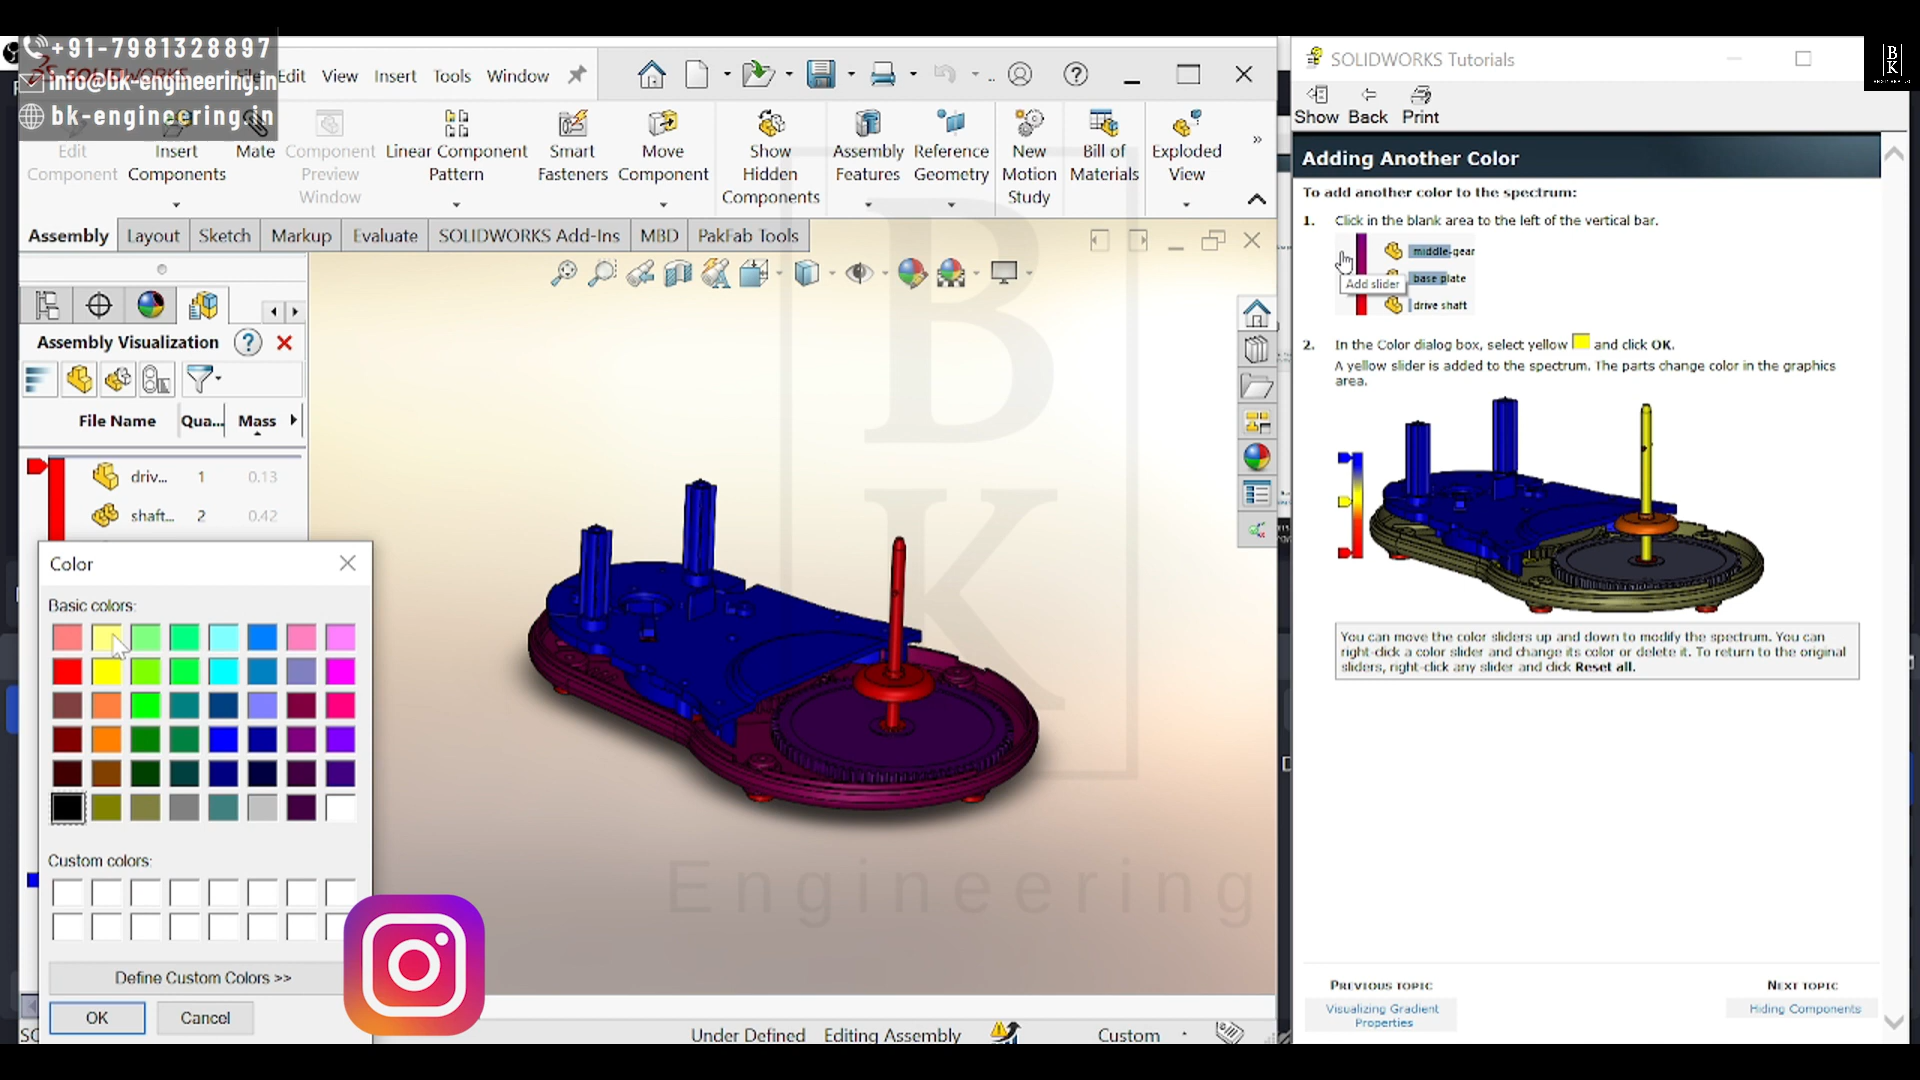 +91-7981328897
info@bk-engineering.in
bk-engineering.in
Edit View Insert Tools Window
Edit Component
Insert Components
Mate
Component Preview Window
Linear Component Pattern
Smart Fasteners
Move Component
Show Hidden Components
Assembly Features
Reference Geometry
New Motion Study
Bill of Materials
Exploded View
Assembly Layout Sketch Markup Evaluate SOLIDWORKS Add-Ins MBD PakFab Tools
Assembly Visualization
File Name Qua... Mass
driv... 1 0.13
shaft... 2 0.42
Color
Basic colors:
Custom colors:
Define Custom Colors >>
OK Cancel
B
K
Engineering
Under Defined Editing Assembly Custom
SOLIDWORKS Tutorials
B
K
Show Back Print
Adding Another Color
To add another color to the spectrum:
1. Click in the blank area to the left of the vertical bar.
middle-gear
base plate
Add slider
drive shaft
2. In the Color dialog box, select yellow and click OK.
A yellow slider is added to the spectrum. The parts change color in the graphics
area.
You can move the color sliders up and down to modify the spectrum. You can
right-click a color slider and change its color or delete it. To return to the original
sliders, right-click any slider and click Reset all.
PREVIOUS TOPIC
Visualizing Gradient
Properties
NEXT TOPIC
Hiding Components